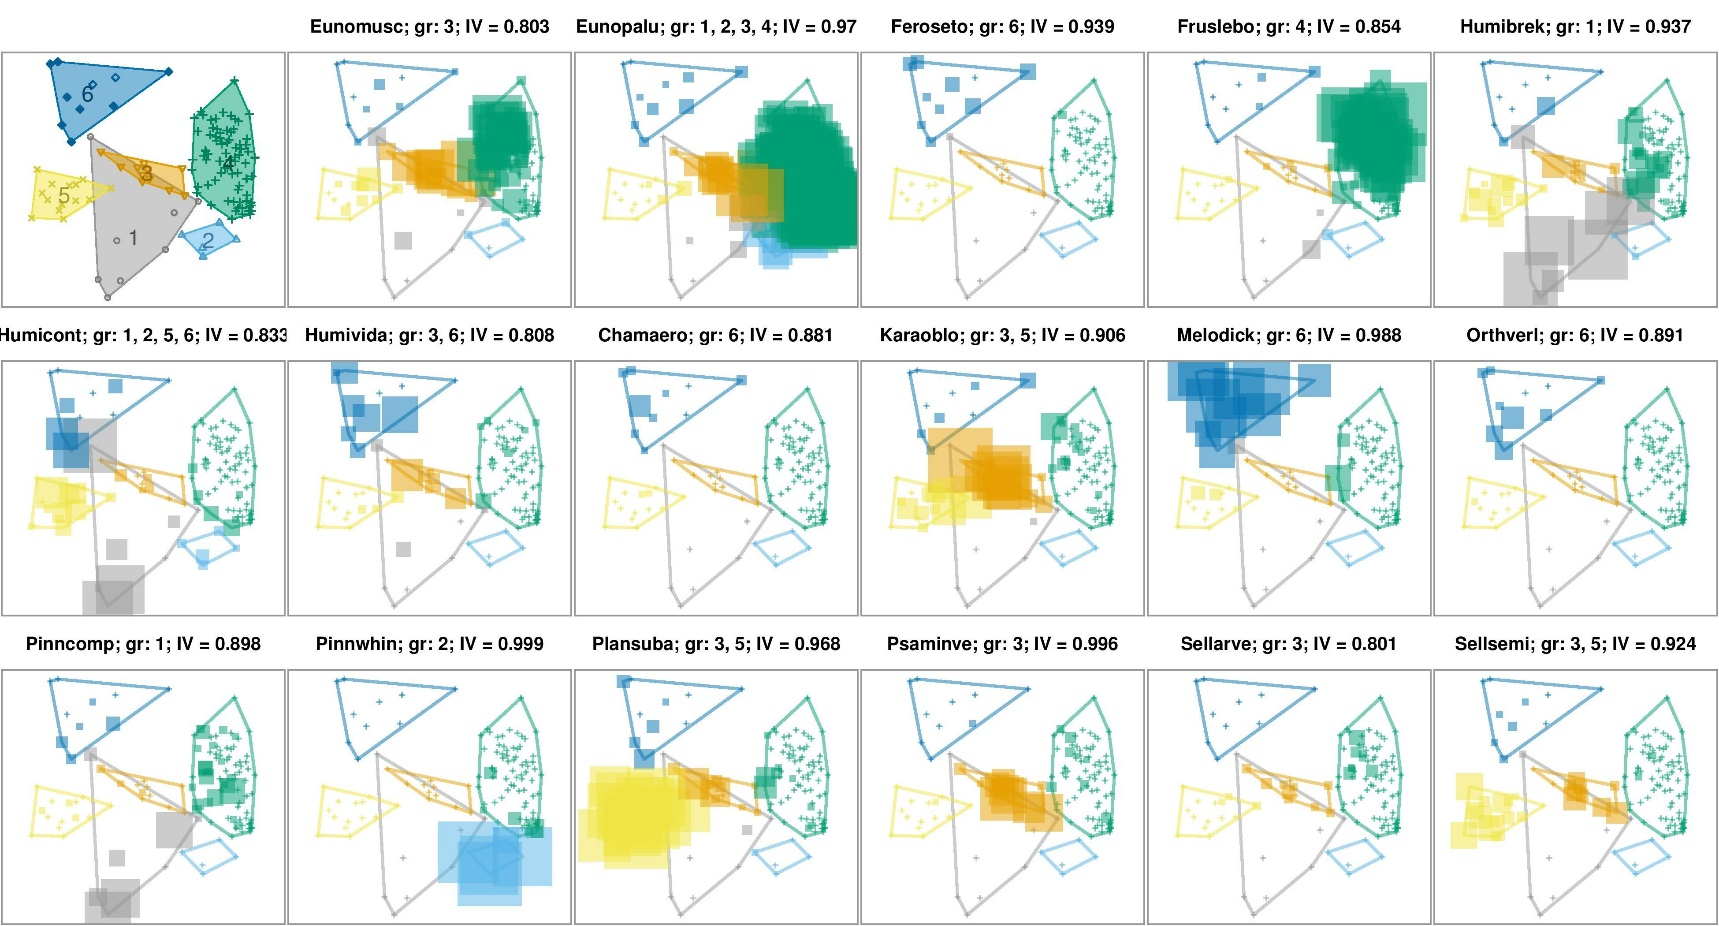 Eunomusc; gr: 3; IV = 0.803
Eunopalu; gr: 1, 2, 3, 4; IV = 0.97
Feroseto; gr: 6; IV = 0.939
Fruslebo; gr: 4; IV = 0.854
Humibrek; gr: 1; IV = 0.937
6
4
3
5
1
2
Humicont; gr: 1, 2, 5, 6; IV = 0.833
Humivida; gr: 3, 6; IV = 0.808
Chamaero; gr: 6; IV = 0.881
Karaoblo; gr: 3, 5; IV = 0.906
Melodick; gr: 6; IV = 0.988
Orthverl; gr: 6; IV = 0.891
Pinncomp; gr: 1; IV = 0.898
Pinnwhin; gr: 2; IV = 0.999
Plansuba; gr: 3, 5; IV = 0.968
Psaminve; gr: 3; IV = 0.996
Sellarve; gr: 3; IV = 0.801
Sellsemi; gr: 3, 5; IV = 0.924